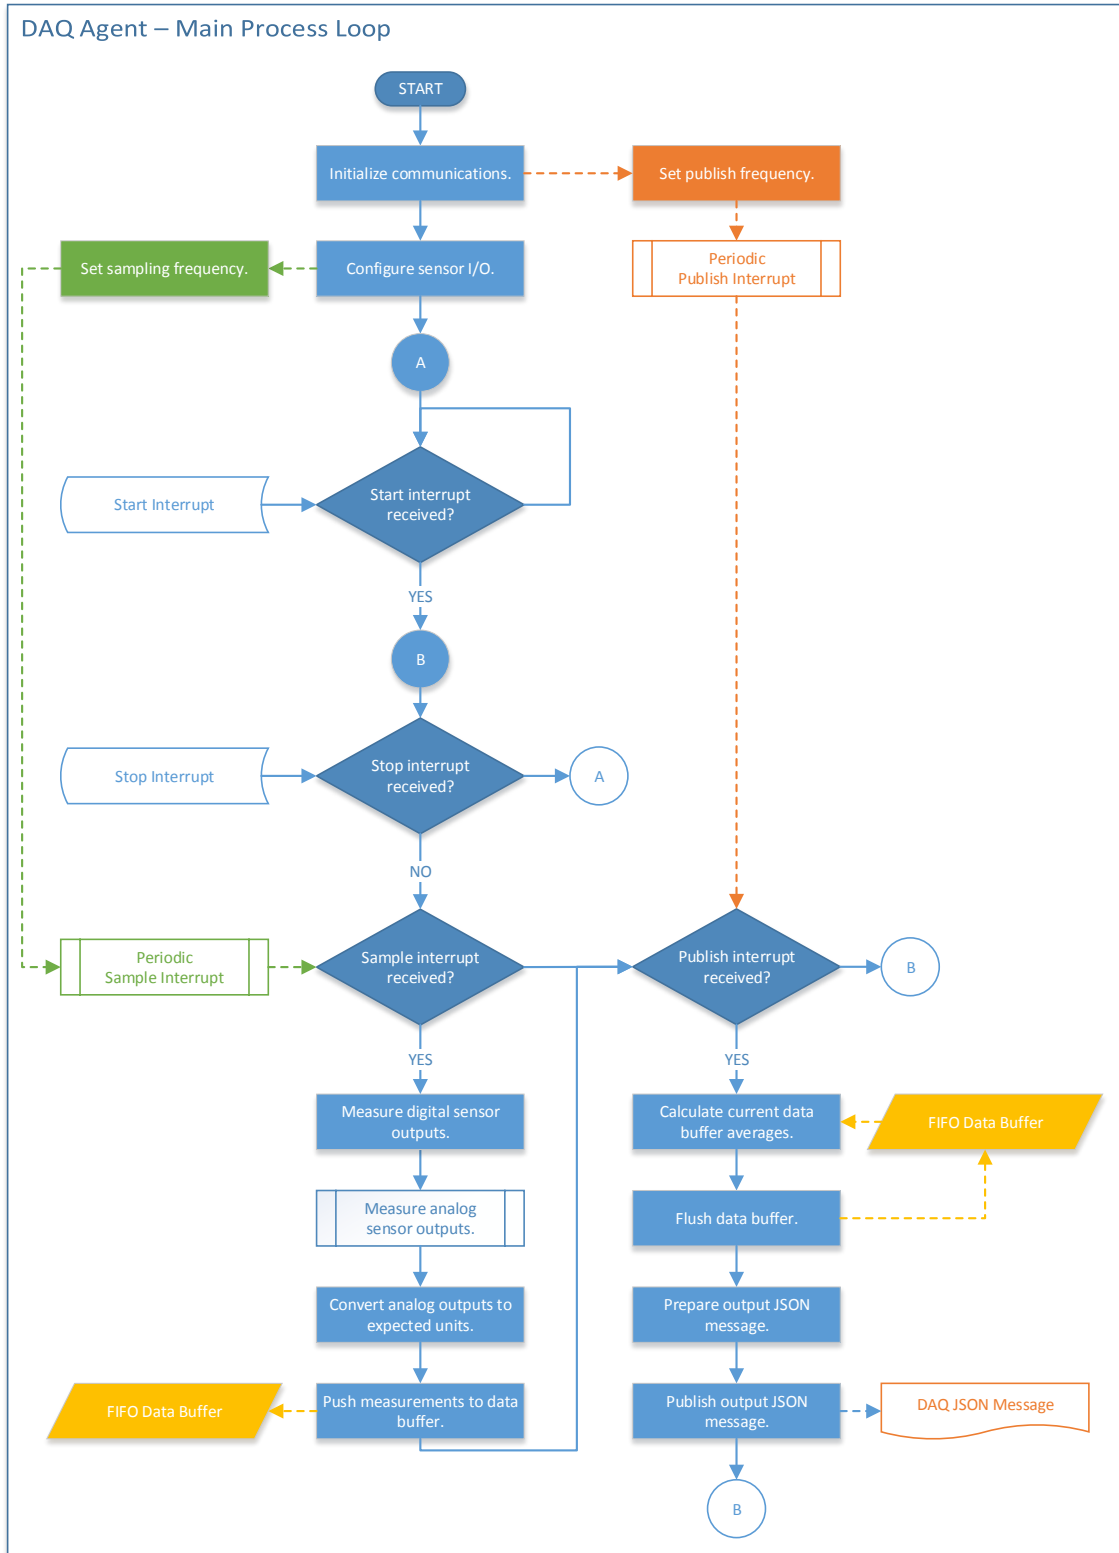 DAQ Agent – Main Process Loop
START
Initialize communications.
Set publish frequency.
Set sampling frequency.
Configure sensor I/O.
Periodic
Publish Interrupt
A
Start Interrupt
Start interrupt
received?
YES
B
Stop Interrupt
Stop interrupt
received?
A
NO
Periodic
Sample Interrupt
Sample interrupt
received?
Publish interrupt
received?
B
YES
YES
Measure digital sensor
outputs.
Calculate current data
buffer averages.
FIFO Data Buffer
Measure analog
sensor outputs.
Flush data buffer.
Convert analog outputs to
expected units.
Prepare output JSON
message.
FIFO Data Buffer
Push measurements to data
buffer.
Publish output JSON
message.
DAQ JSON Message
B